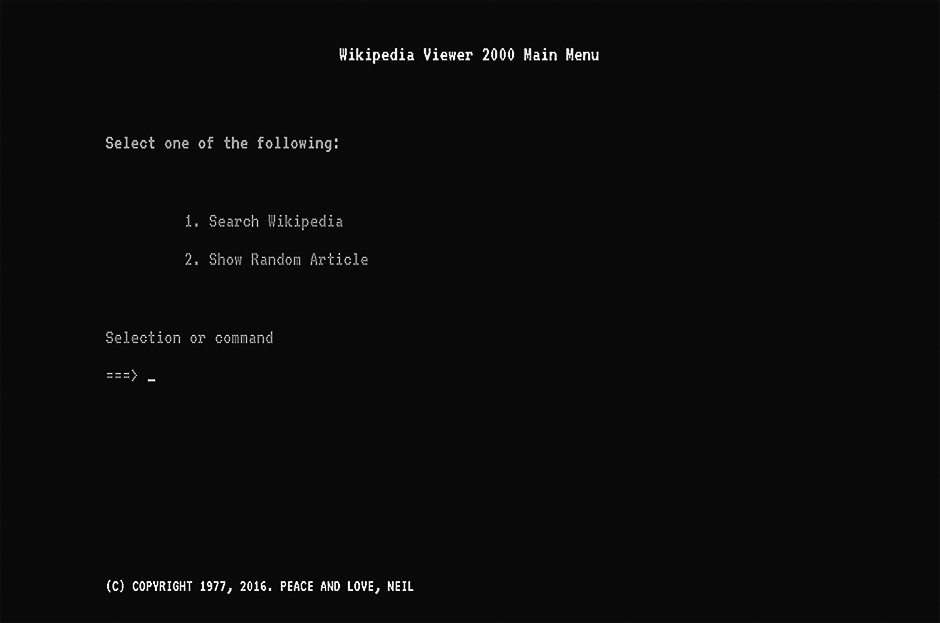 Wikipedia Viewer 2000 Main Menu
Select one of the following:
1. Search Wikipedia
2. Show Random Article
Selection or command
===> _
(C) COPYRIGHT 1977, 2016. PEACE AND LOVE, NEIL